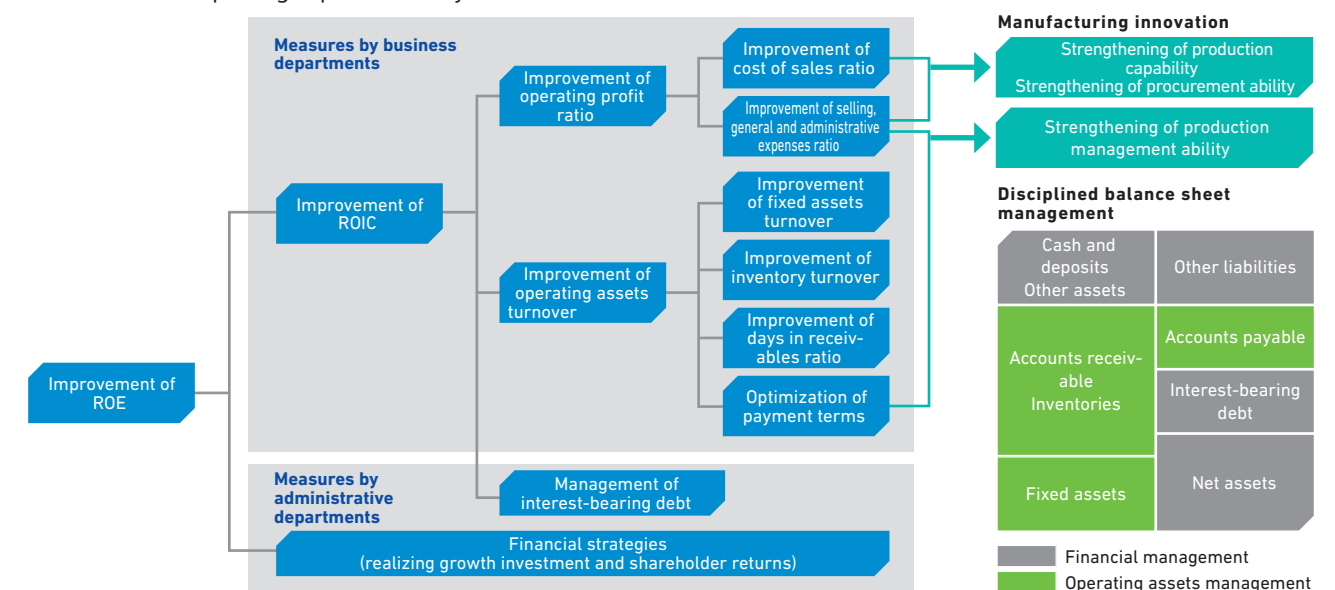 Measures by business
departments
Improvement of
ROE
Improvement of
ROIC
Improvement of
operating profit
ratio
Improvement of
operating assets
turnover
Improvement of
cost of sales ratio
Improvement of selling,
general and administrative
expenses ratio
Improvement
of fixed assets
turnover
Improvement of
inventory turnover
Improvement of
days in receiv-
ables ratio
Optimization of
payment terms
Measures by
administrative
departments
Management of
interest-bearing debt
Financial strategies
(realizing growth investment and shareholder returns)
Manufacturing innovation
Strengthening of production
capability
Strengthening of procurement ability
Strengthening of production
management ability
Disciplined balance sheet
management
Cash and
deposits
Other assets
Other liabilities
Accounts receiv-
able
Inventories
Accounts payable
Interest-bearing
debt
Fixed assets
Net assets
Financial management
Operating assets management